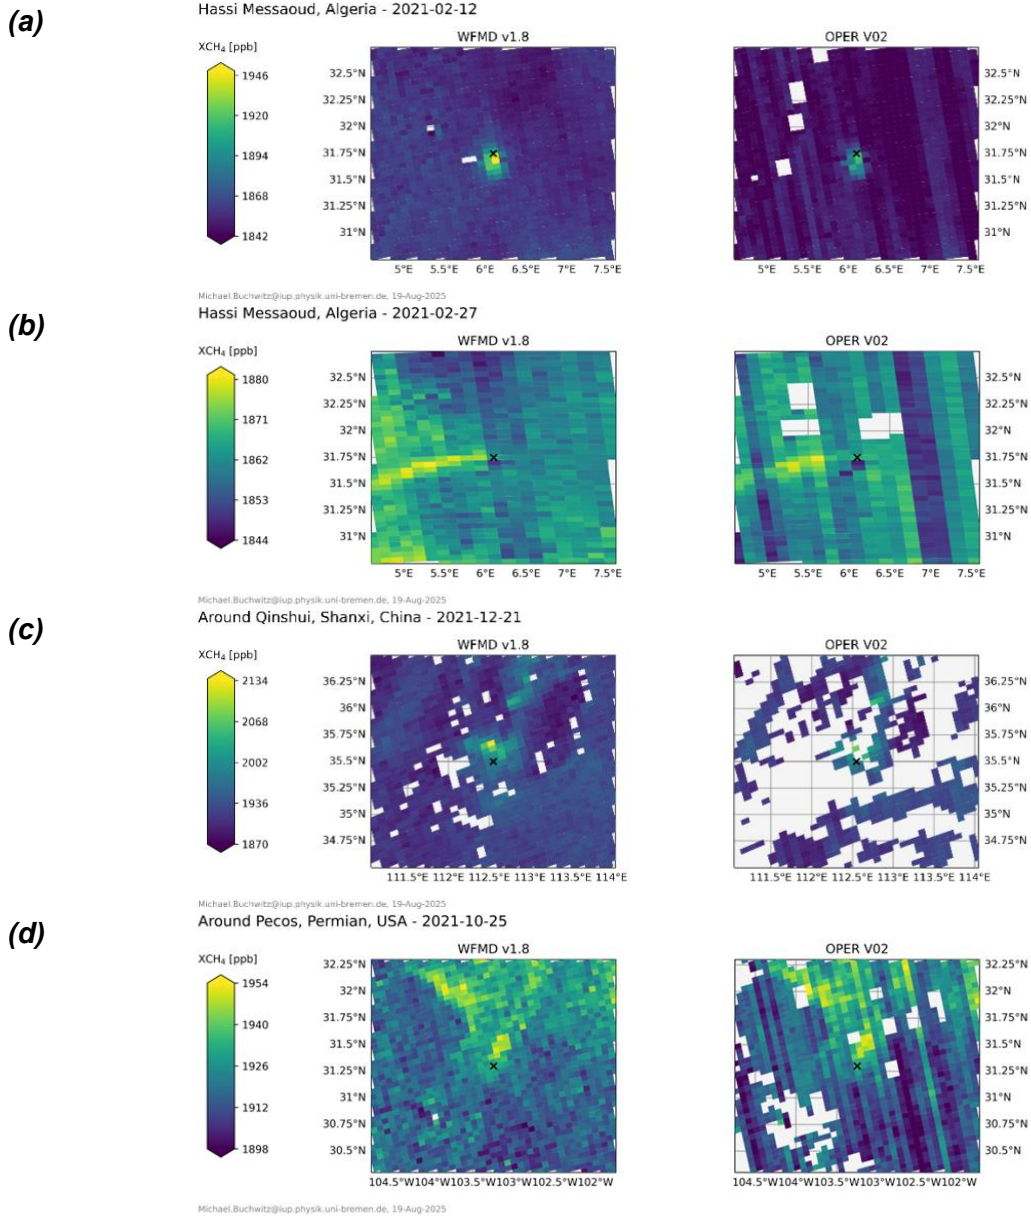 (a)
Hassi Messaoud, Algeria - 2021-02-12
XCH₄ [ppb]
WFMD v1.8
OPER V02
1946
1920
1894
1868
1842
32.5°N
32.25°N
32°N
31.75°N
31.5°N
31.25°N
31°N
32.5°N
32.25°N
32°N
31.75°N
31.5°N
31.25°N
31°N
5°E 5.5°E 6°E 6.5°E 7°E 7.5°E
5°E 5.5°E 6°E 6.5°E 7°E 7.5°E
Michael.Buchwitz@iup.physik.uni-bremen.de, 19-Aug-2025
(b)
Hassi Messaoud, Algeria - 2021-02-27
XCH₄ [ppb]
WFMD v1.8
OPER V02
1880
1871
1862
1853
1844
32.5°N
32.25°N
32°N
31.75°N
31.5°N
31.25°N
31°N
32.5°N
32.25°N
32°N
31.75°N
31.5°N
31.25°N
31°N
5°E 5.5°E 6°E 6.5°E 7°E 7.5°E
5°E 5.5°E 6°E 6.5°E 7°E 7.5°E
Michael.Buchwitz@iup.physik.uni-bremen.de, 19-Aug-2025
(c)
Around Qinshui, Shanxi, China - 2021-12-21
XCH₄ [ppb]
WFMD v1.8
OPER V02
2134
2068
2002
1936
1870
36.25°N
36°N
35.75°N
35.5°N
35.25°N
35°N
34.75°N
36.25°N
36°N
35.75°N
35.5°N
35.25°N
35°N
34.75°N
111.5°E 112°E 112.5°E 113°E 113.5°E 114°E
111.5°E 112°E 112.5°E 113°E 113.5°E 114°E
Michael.Buchwitz@iup.physik.uni-bremen.de, 19-Aug-2025
(d)
Around Pecos, Permian, USA - 2021-10-25
XCH₄ [ppb]
WFMD v1.8
OPER V02
1954
1940
1926
1912
1898
32.25°N
32°N
31.75°N
31.5°N
31.25°N
31°N
30.75°N
30.5°N
32.25°N
32°N
31.75°N
31.5°N
31.25°N
31°N
30.75°N
30.5°N
104.5°W104°W103.5°W103°W102.5°W102°W
104.5°W104°W103.5°W103°W102.5°W102°W
Michael.Buchwitz@iup.physik.uni-bremen.de, 19-Aug-2025